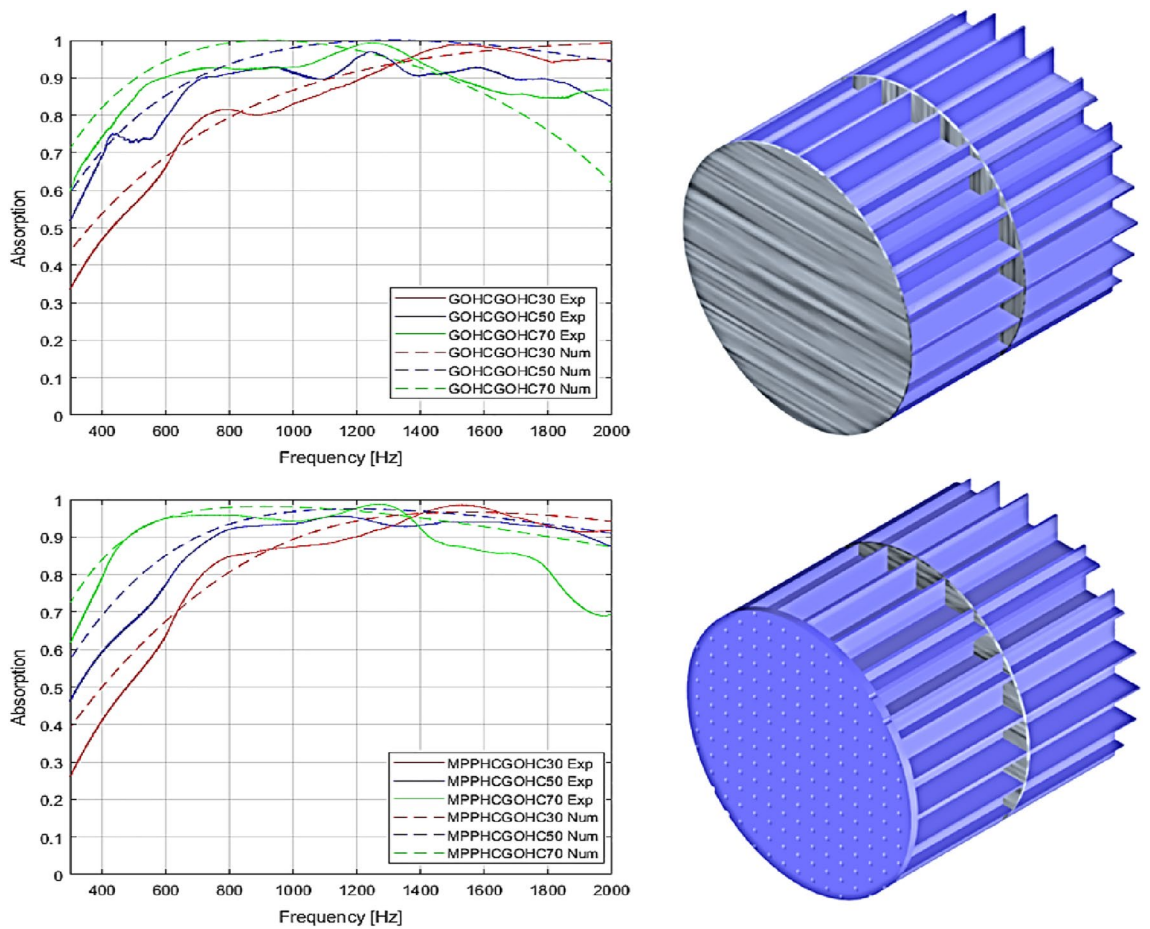 1
0.9
0.8
0.7
0.6
0.5
0.4
0.3
0.2
0.1
0
Absorption
GOHCGOHC30 Exp
GOHCGOHC50 Exp
GOHCGOHC70 Exp
GOHCGOHC30 Num
GOHCGOHC50 Num
GOHCGOHC70 Num
400 600 800 1000 1200 1400 1600 1800 2000
Frequency [Hz]
1
0.9
0.8
0.7
0.6
0.5
0.4
0.3
0.2
0.1
0
Absorption
MPPHCGOHC30 Exp
MPPHCGOHC50 Exp
MPPHCGOHC70 Exp
MPPHCGOHC30 Num
MPPHCGOHC50 Num
MPPHCGOHC70 Num
400 600 800 1000 1200 1400 1600 1800 2000
Frequency [Hz]